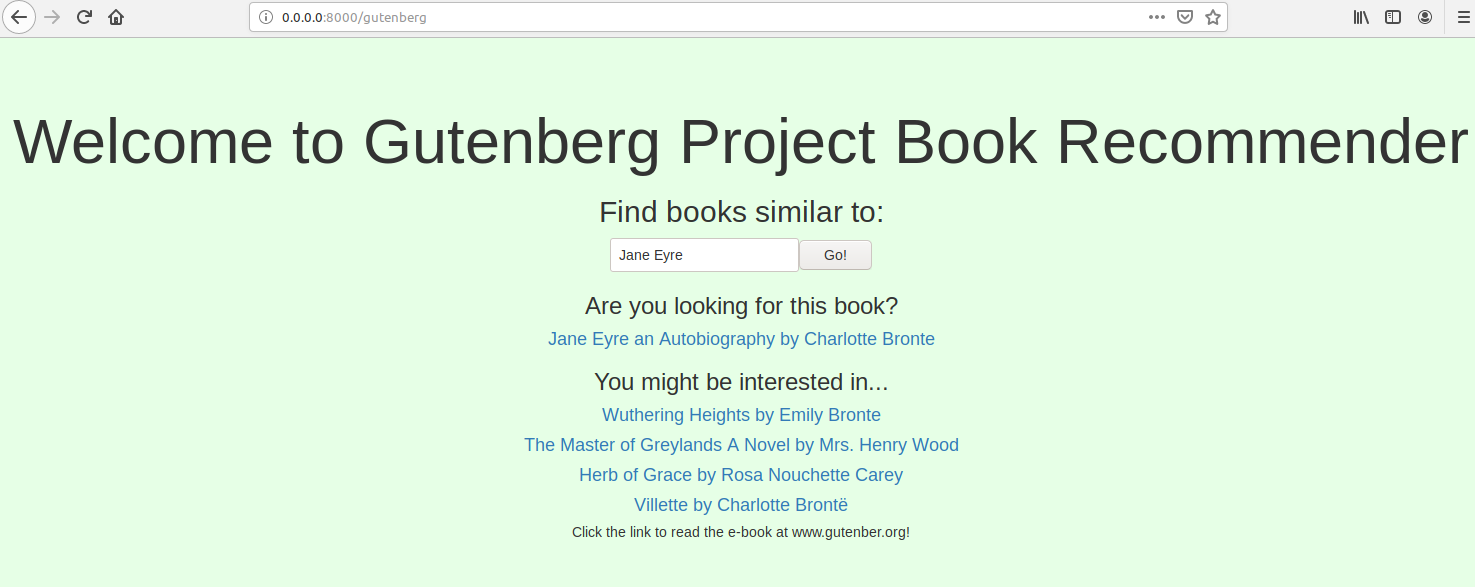 0.0.0.0:8000/gutenberg
Welcome to Gutenberg Project Book Recommender
Find books similar to:
Jane Eyre Go!
Are you looking for this book?
Jane Eyre an Autobiography by Charlotte Bronte
You might be interested in...
Wuthering Heights by Emily Bronte
The Master of Greylands A Novel by Mrs. Henry Wood
Herb of Grace by Rosa Nouchette Carey
Villette by Charlotte Brontë
Click the link to read the e-book at www.gutenber.org!